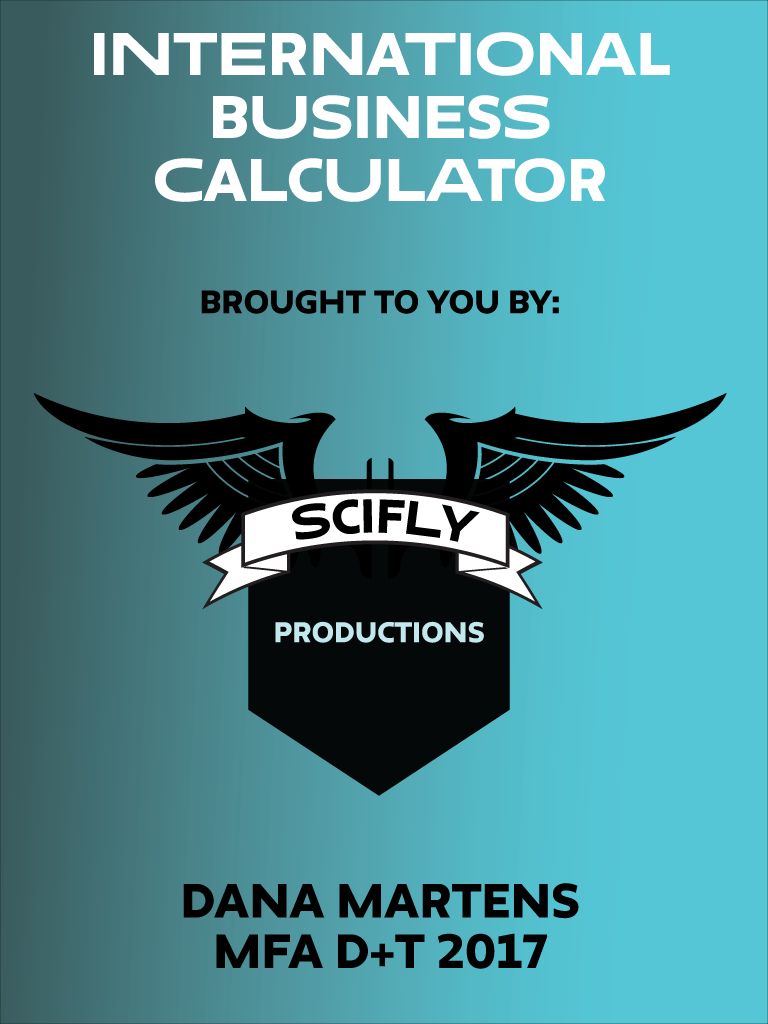 INTERNATIONAL
BUSINESS
CALCULATOR
BROUGHT TO YOU BY:
SCIFLY
PRODUCTIONS
DANA MARTENS
MFA D+T 2017